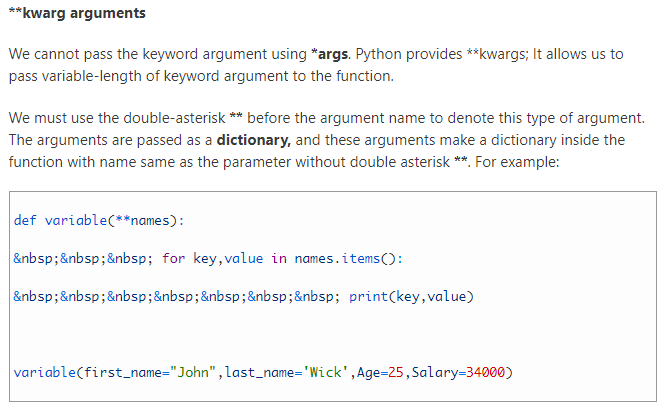 **kwarg arguments
We cannot pass the keyword argument using *args. Python provides **kwargs; It allows us to
pass variable-length of keyword argument to the function.
We must use the double-asterisk ** before the argument name to denote this type of argument.
The arguments are passed as a dictionary, and these arguments make a dictionary inside the
function with name same as the parameter without double asterisk **. For example:
def variable(**names):
&nbsp;&nbsp;&nbsp; for key,value in names.items():
&nbsp;&nbsp;&nbsp;&nbsp;&nbsp;&nbsp;&nbsp; print(key,value)
variable(first_name="John",last_name='Wick',Age=25,Salary=34000)